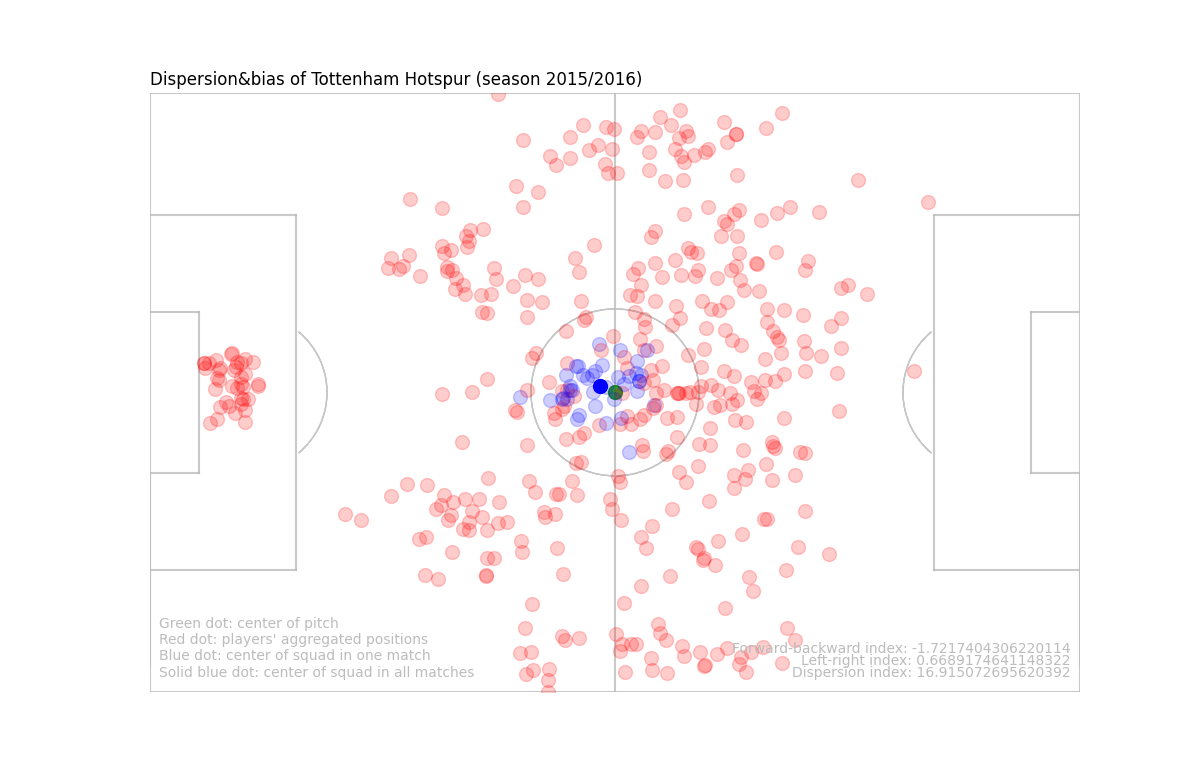 Dispersion&bias of Tottenham Hotspur (season 2015/2016)
Green dot: center of pitch
Red dot: players' aggregated positions
Blue dot: center of squad in one match
Solid blue dot: center of squad in all matches
Forward-backward index: -1.7217404306220114
Left-right index: 0.6689174641148322
Dispersion index: 16.915072695620392